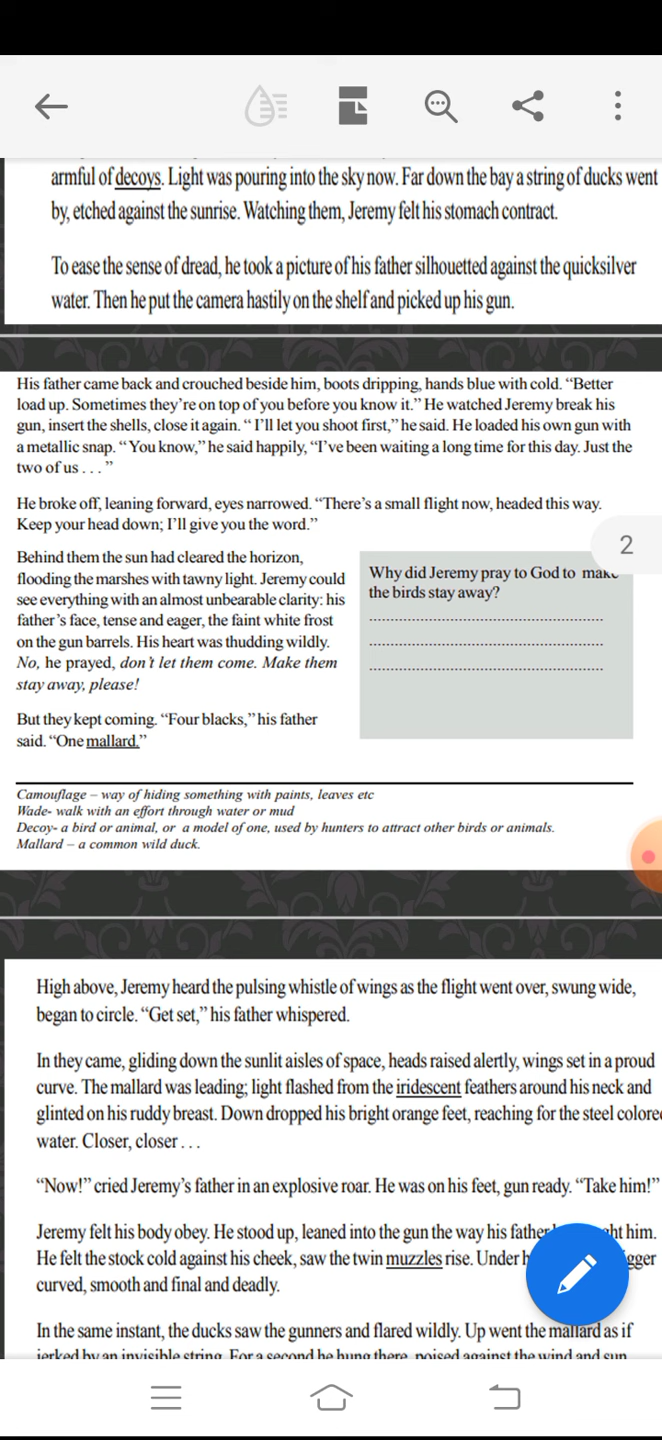 armful of decoys. Light was pouring into the sky now. Far down the bay a string of ducks went
by, etched against the sunrise. Watching them, Jeremy felt his stomach contract.
To ease the sense of dread, he took a picture of his father silhouetted against the quicksilver
water. Then he put the camera hastily on the shelf and picked up his gun.
His father came back and crouched beside him, boots dripping, hands blue with cold. “Better
load up. Sometimes they’re on top of you before you know it.” He watched Jeremy break his
gun, insert the shells, close it again. “ I’ll let you shoot first,” he said. He loaded his own gun with
a metallic snap. “You know,” he said happily, “I’ve been waiting a long time for this day. Just the
two of us . . . ”
He broke off, leaning forward, eyes narrowed. “There’s a small flight now, headed this way.
Keep your head down; I’ll give you the word.”
2
Behind them the sun had cleared the horizon,
flooding the marshes with tawny light. Jeremy could
see everything with an almost unbearable clarity: his
father’s face, tense and eager, the faint white frost
on the gun barrels. His heart was thudding wildly.
No, he prayed, don’t let them come. Make them
stay away, please!
But they kept coming. “Four blacks,” his father
said. “One mallard.”
Why did Jeremy pray to God to make
the birds stay away?
Camouflage – way of hiding something with paints, leaves etc
Wade- walk with an effort through water or mud
Decoy- a bird or animal, or a model of one, used by hunters to attract other birds or animals.
Mallard – a common wild duck.
High above, Jeremy heard the pulsing whistle of wings as the flight went over, swung wide,
began to circle. “Get set,” his father whispered.
In they came, gliding down the sunlit aisles of space, heads raised alertly, wings set in a proud
curve. The mallard was leading; light flashed from the iridescent feathers around his neck and
glinted on his ruddy breast. Down dropped his bright orange feet, reaching for the steel colore
water. Closer, closer . . .
“Now!” cried Jeremy’s father in an explosive roar. He was on his feet, gun ready. “Take him!”
Jeremy felt his body obey. He stood up, leaned into the gun the way his father him.
He felt the stock cold against his cheek, saw the twin muzzles rise. Under
curved, smooth and final and deadly.
In the same instant, the ducks saw the gunners and flared wildly. Up went the mallard as if
jerked by an invisible string. For a second he hung there, poised against the wind and sun